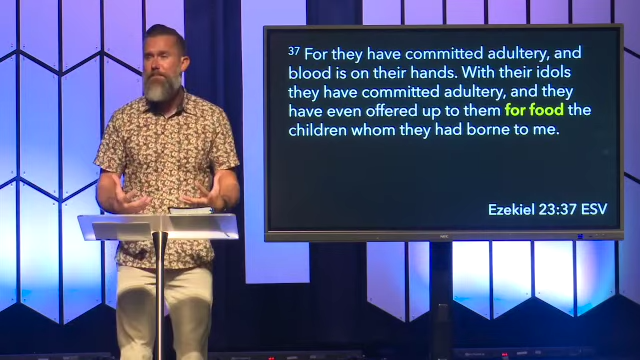 37 For they have committed adultery, and
blood is on their hands. With their idols
they have committed adultery, and they
have even offered up to them for food the
children whom they had borne to me.
Ezekiel 23:37 ESV